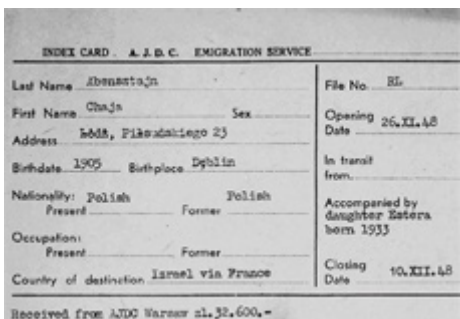 INDEX CARD . A. J. D. C. EMIGRATION SERVICE
Last Name Abensztajn
First Name Chaja Sex
Address Łódź, Piłsudskiego 23
Birthdate 1905 Birthplace Dęblin
Nationality: Polish Polish
Present Former
Occupation:
Present Former
Country of destination Israel via France
File No. BL
Opening
Date 26.XI.48
In transit
from
Accompanied by
daughter Estera
born 1933
Closing
Date 10.XII.48
Received from AJDC Warsaw zl.32.600.-